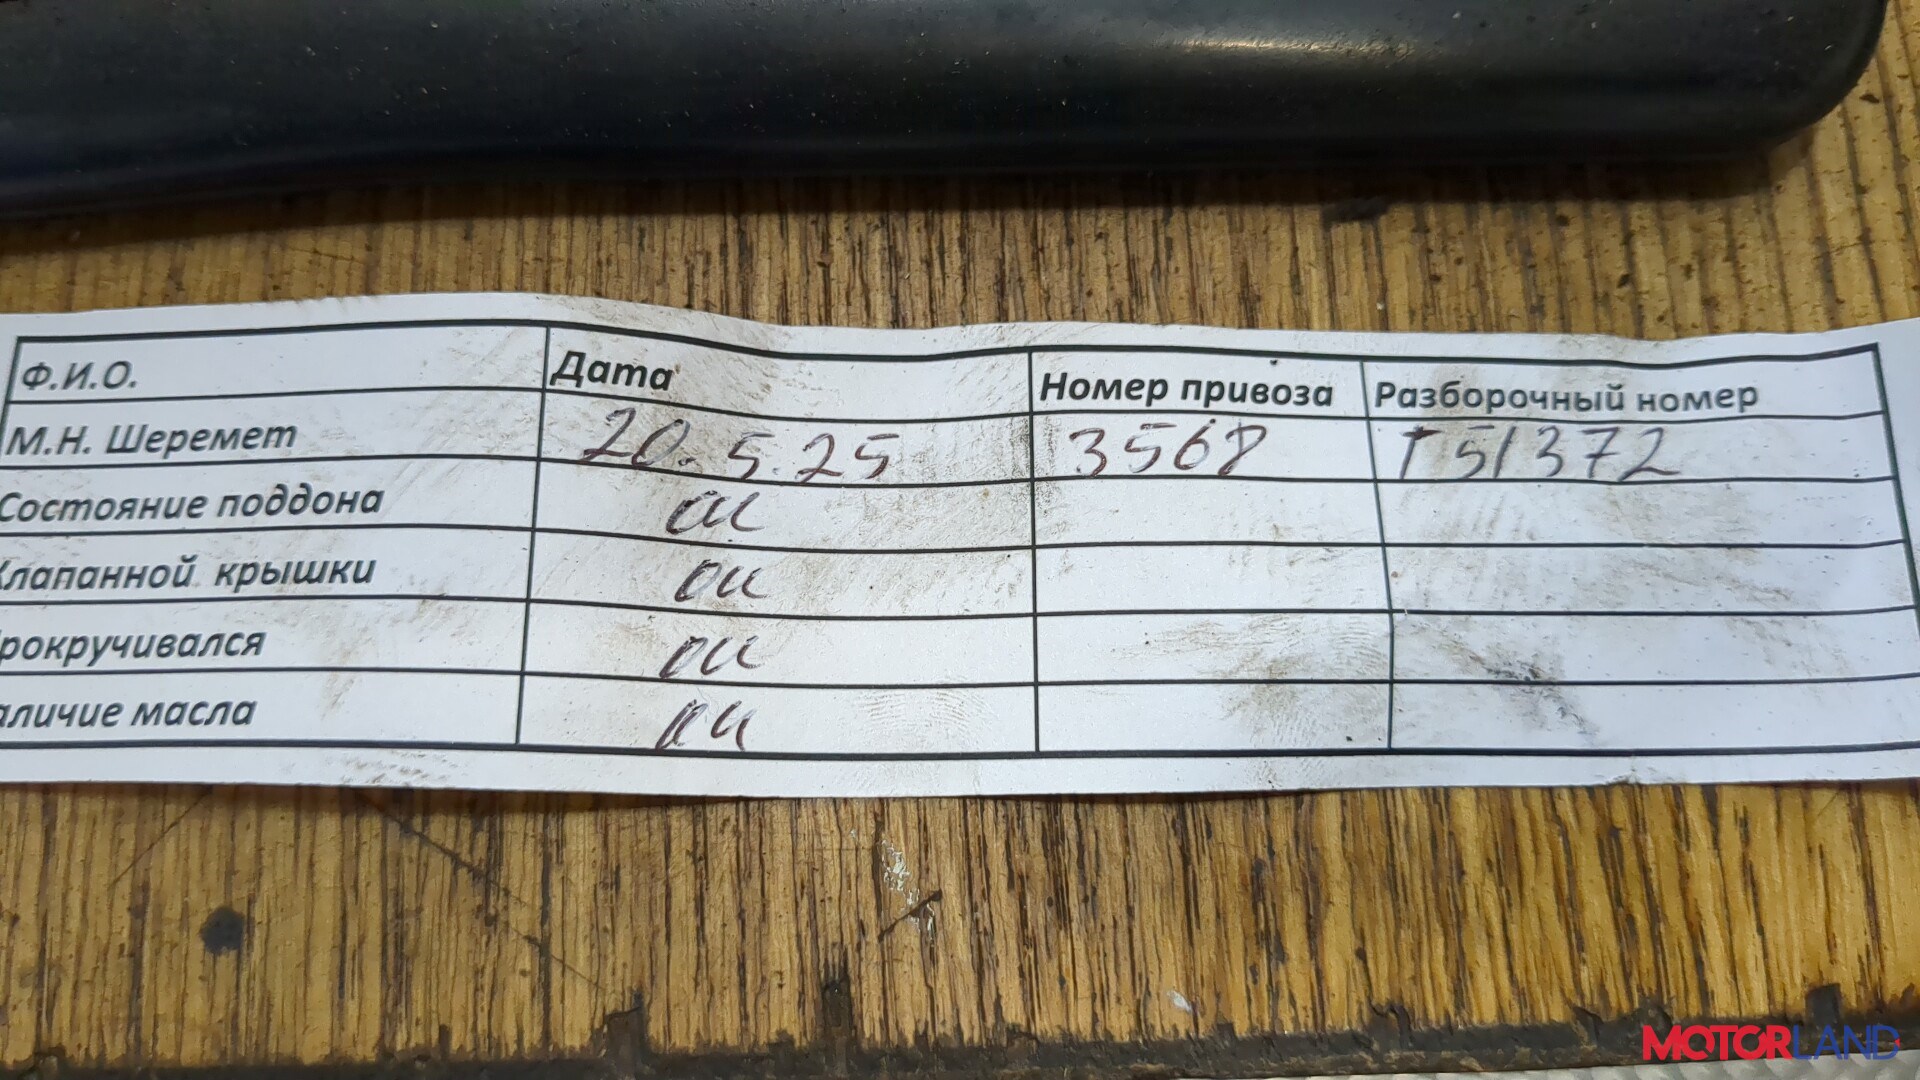 Ф.И.О. Дата Номер привоза Разборочный номер
М.Н. Шеремет 20.5.25 3568 Т51372
Состояние поддона ок
Клапанной крышки ок
рокручивался ок
аличие масла ок
MOTORLAND